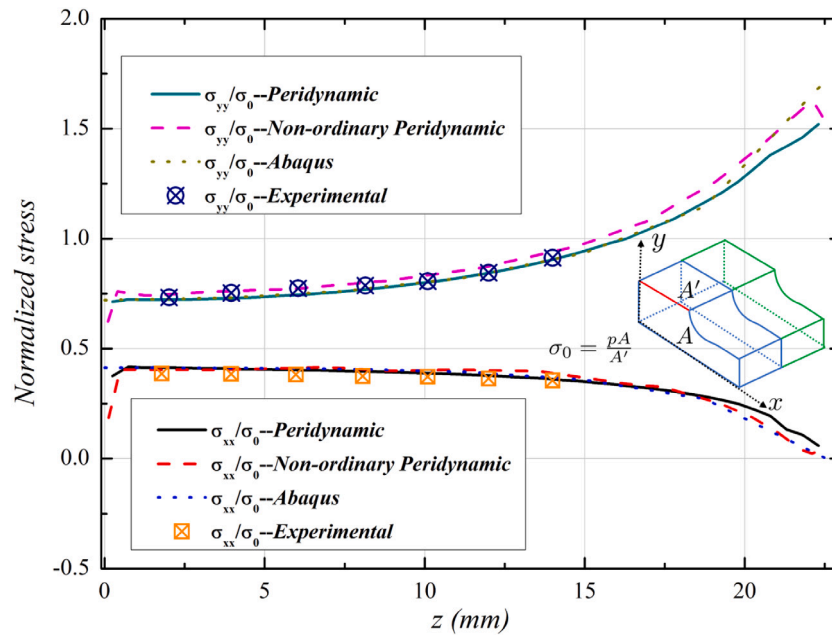 2.0
1.5
1.0
0.5
0.0
-0.5
Normalized stress
σyy/σ0--Peridynamic
σyy/σ0--Non-ordinary Peridynamic
σyy/σ0--Abaqus
σyy/σ0--Experimental
y
A′
A
σ0 = pA/A′
x
σxx/σ0--Peridynamic
σxx/σ0--Non-ordinary Peridynamic
σxx/σ0--Abaqus
σxx/σ0--Experimental
0 5 10 15 20
z (mm)